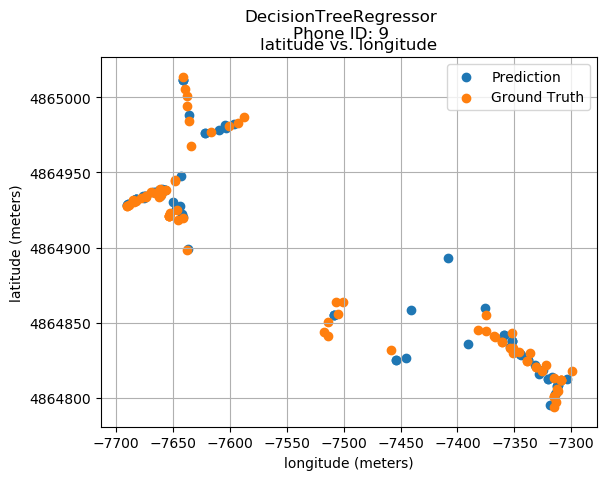 DecisionTreeRegressor
Phone ID: 9
latitude vs. longitude
Prediction
Ground Truth
4865000
4864950
4864900
4864850
4864800
latitude (meters)
−7700 −7650 −7600 −7550 −7500 −7450 −7400 −7350 −7300
longitude (meters)